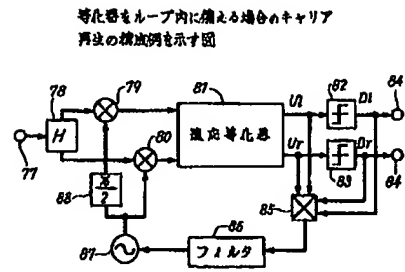 等化器をループ内に備える場合のキャリア
再生の構成例を示す図
78
79
81
Ui
82
Di
84
H
77
80
適応等化器
Ur
Dr
83
84
88
π/2
85
86
87
フィルタ